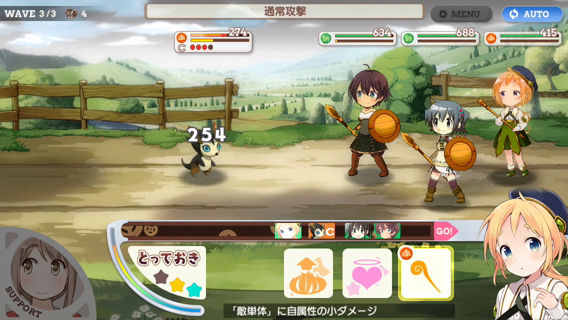 WAVE 3/3 4
通常攻撃
MENU
AUTO
274
C
634
688
415
254
C
GO!
とっておき
SUPPORT
「敵単体」に自属性の小ダメージ